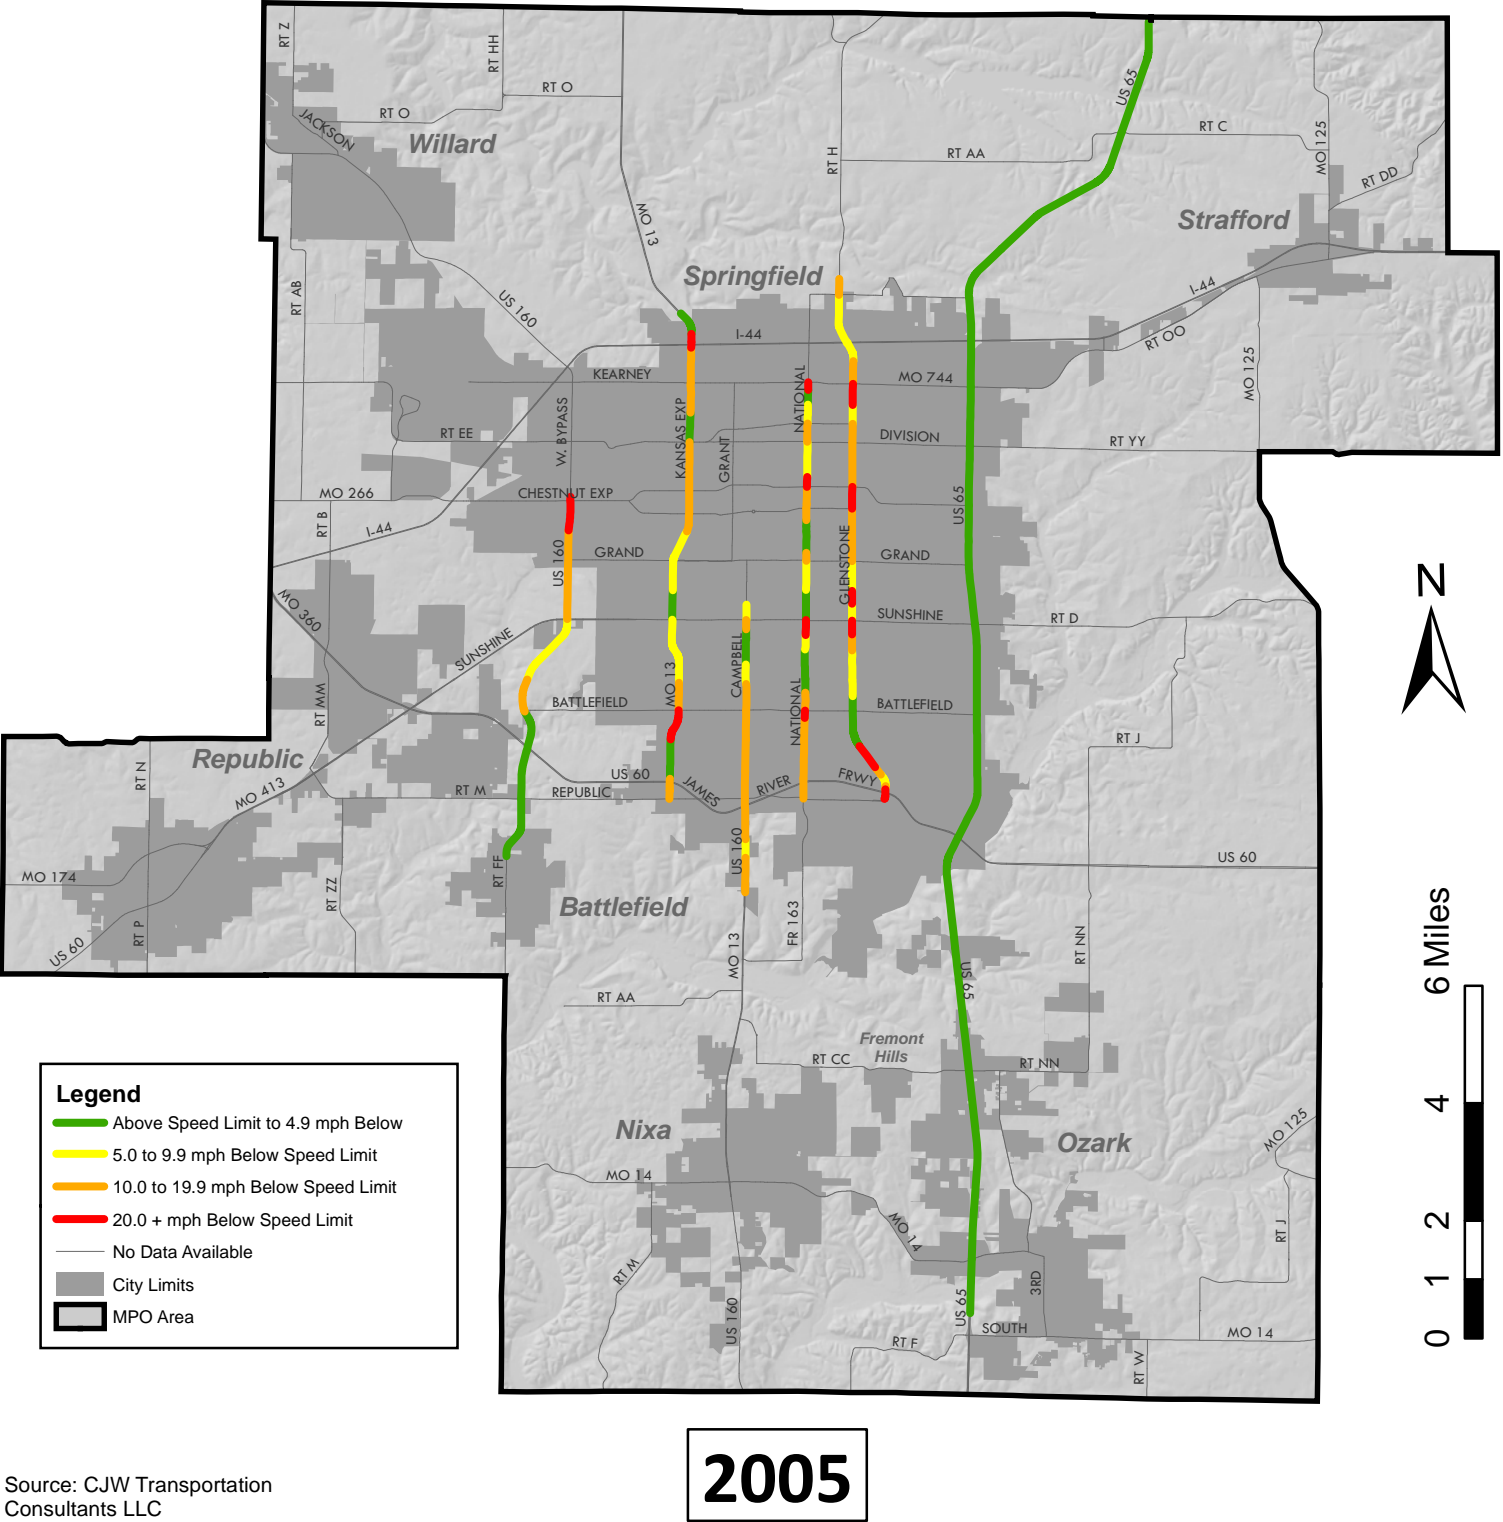 RT Z
RT HH
RT O
RT O
JACKSON
Willard
RT H
US 65
RT C
RT AA
MO 125
RT DD
MO 13
Strafford
Springfield
RT AB
US 160
I-44
I-44
RT OO
KEARNEY
NATIONAL
MO 744
MO 125
W. BYPASS
KANSAS EXP
GRANT
RT EE
DIVISION
RT YY
MO 266
CHESTNUT EXP
US 65
RT B
I-44
US 160
GRAND
GLENSTONE
GRAND
N
MO 360
SUNSHINE
SUNSHINE
RT D
CAMPBELL
MO 13
RT MM
BATTLEFIELD
NATIONAL
BATTLEFIELD
RT J
Republic
RT N
MO 413
US 60
RT M
REPUBLIC
JAMES
RIVER
FRWY
US 160
US 60
MO 174
RT FF
RT ZZ
Battlefield
RT P
US 60
FR 163
MO 13
RT NN
US 65
RT AA
Fremont
Hills
RT CC
RT NN
Nixa
Ozark
MO 125
MO 14
MO 14
RT J
RT M
3RD
US 160
US 65
SOUTH
RT F
MO 14
RT W
6 Miles
4
2
1
0
Legend
Above Speed Limit to 4.9 mph Below
5.0 to 9.9 mph Below Speed Limit
10.0 to 19.9 mph Below Speed Limit
20.0 + mph Below Speed Limit
No Data Available
City Limits
MPO Area
2005
Source: CJW Transportation
Consultants LLC